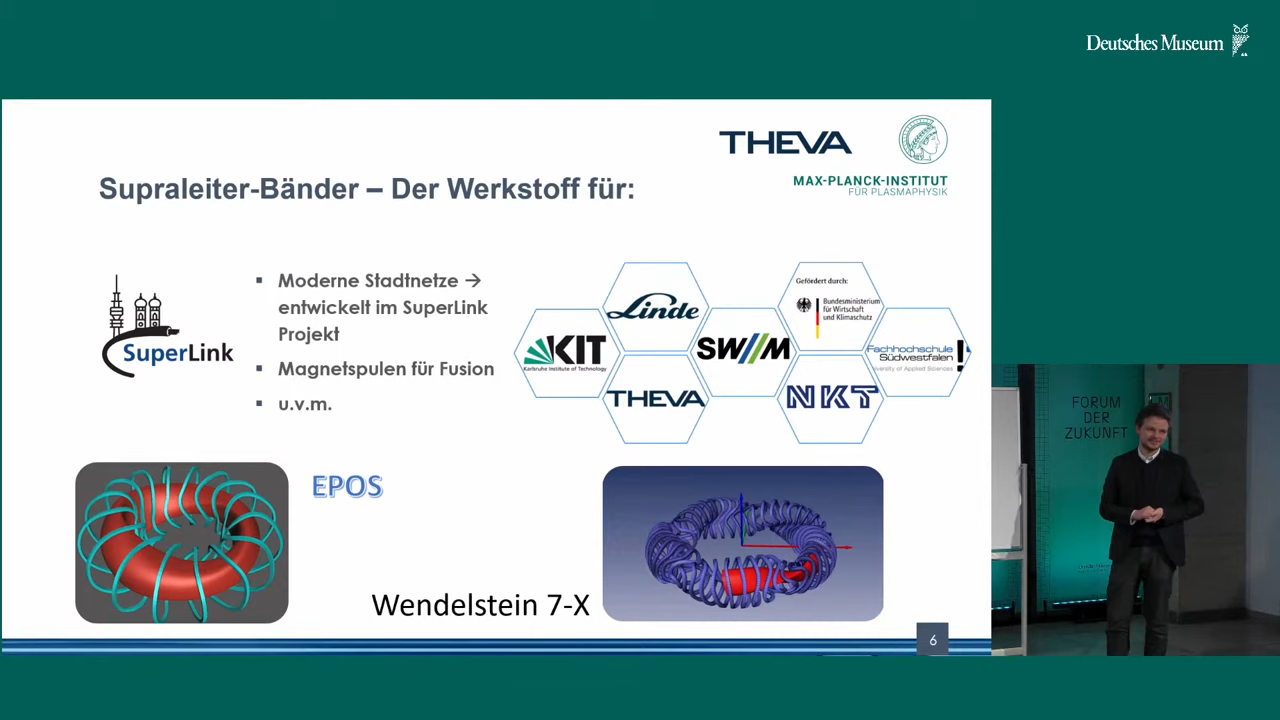 Deutsches Museum
THEVA
MAX-PLANCK-INSTITUT
FÜR PLASMAPHYSIK
Supraleiter-Bänder – Der Werkstoff für:
SuperLink
▪ Moderne Stadtnetze →
entwickelt im SuperLink
Projekt
▪ Magnetspulen für Fusion
▪ u.v.m.
Linde
Gefördert durch:
Bundesministerium
für Wirtschaft
und Klimaschutz
KIT
Karlsruhe Institute of Technology
SW//M
Fachhochschule
Südwestfalen
University of Applied Sciences
THEVA
NKT
EPOS
Wendelstein 7-X
6
FORUM
DER
ZUKUNFT